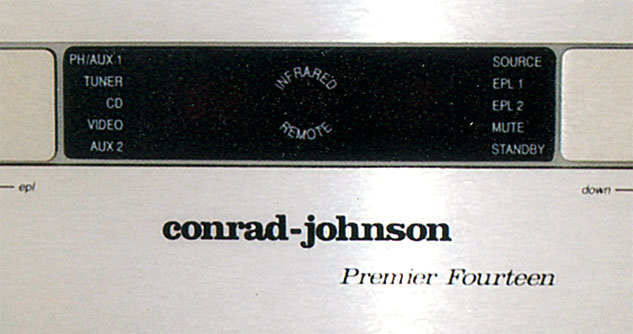 PH/AUX 1
TUNER
CD
VIDEO
AUX 2
INFRARED
REMOTE
SOURCE
EPL 1
EPL 2
MUTE
STANDBY
epl
down
conrad-johnson
Premier Fourteen